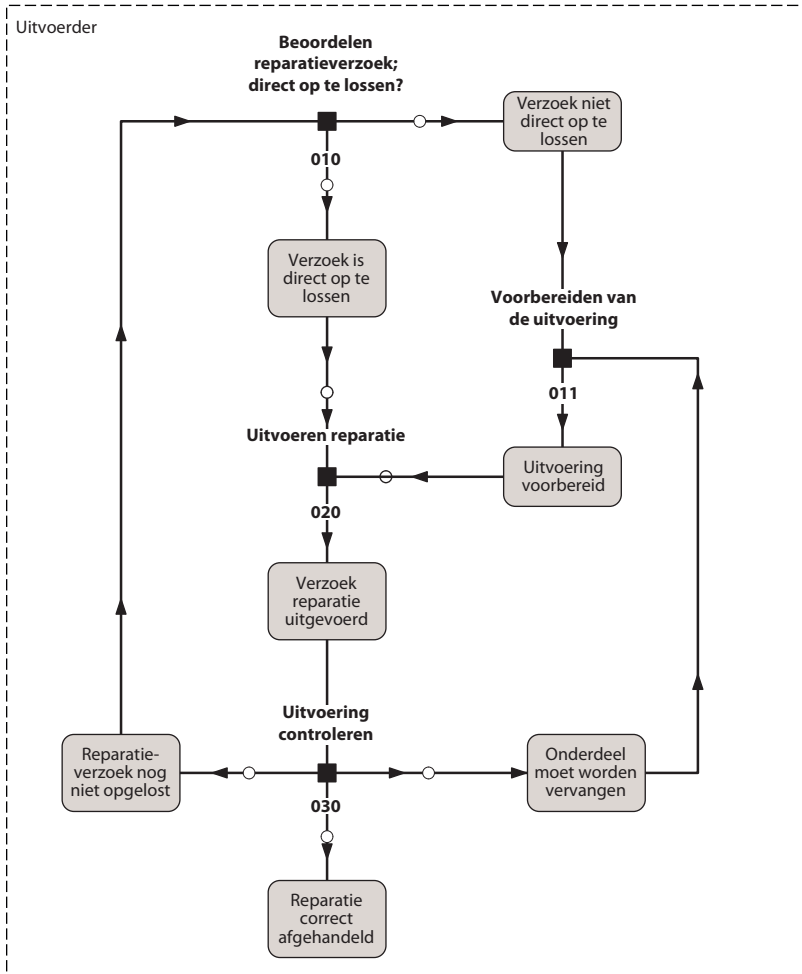 Uitvoerder
Beoordelen
reparatieverzoek;
direct op te lossen?
Verzoek niet
direct op te
lossen
010
Verzoek is
direct op te
lossen
Voorbereiden van
de uitvoering
011
Uitvoeren reparatie
Uitvoering
voorbereid
020
Verzoek
reparatie
uitgevoerd
Uitvoering
controleren
Reparatie-
verzoek nog
niet opgelost
Onderdeel
moet worden
vervangen
030
Reparatie
correct
afgehandeld